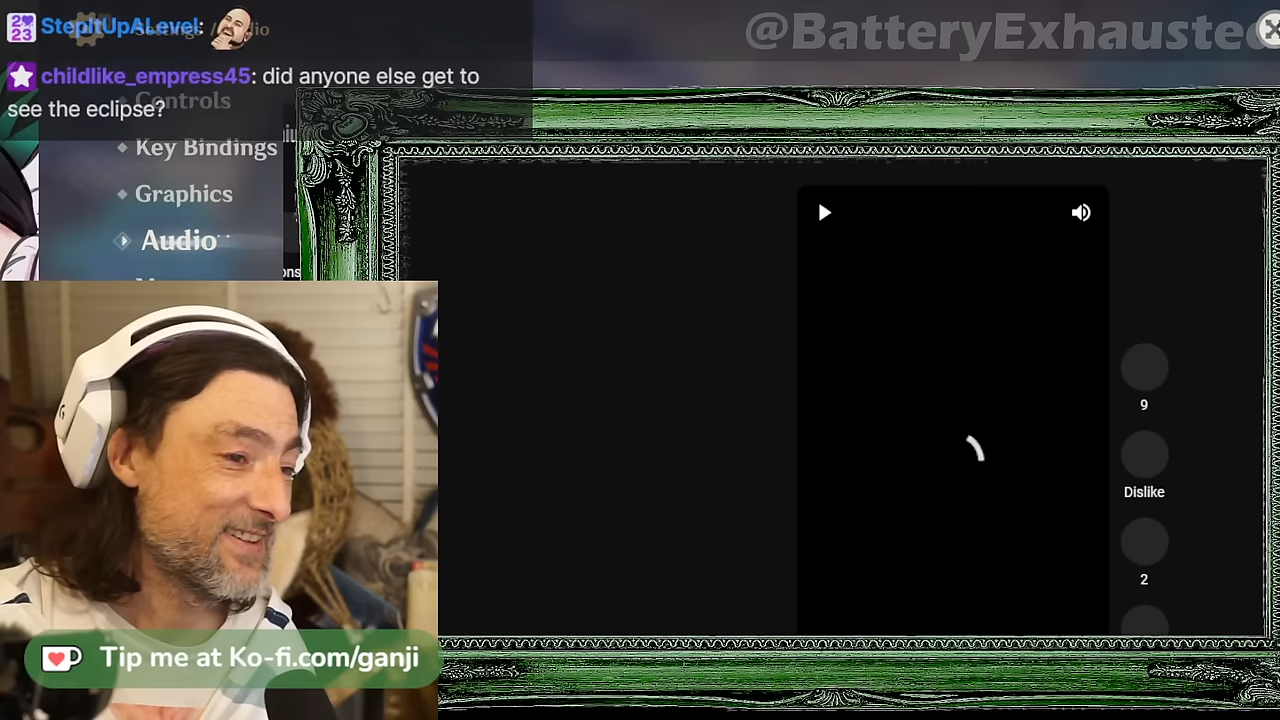 StepItUpALevel:
@BatteryExhausted
childlike_empress45: did anyone else get to
see the eclipse?
Controls
Key Bindings
Graphics
Audio
9
Dislike
2
Tip me at Ko-fi.com/ganji